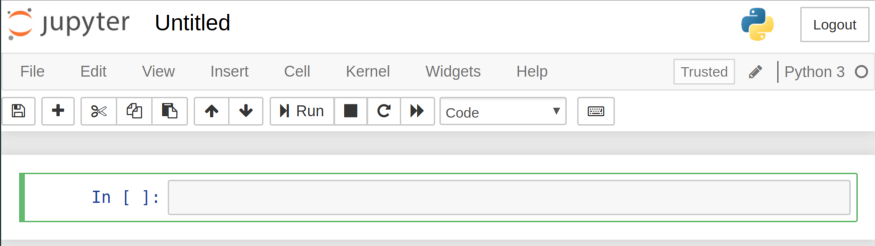 jupyter Untitled Logout
File Edit View Insert Cell Kernel Widgets Help Trusted Python 3
Run Code
In [ ]: